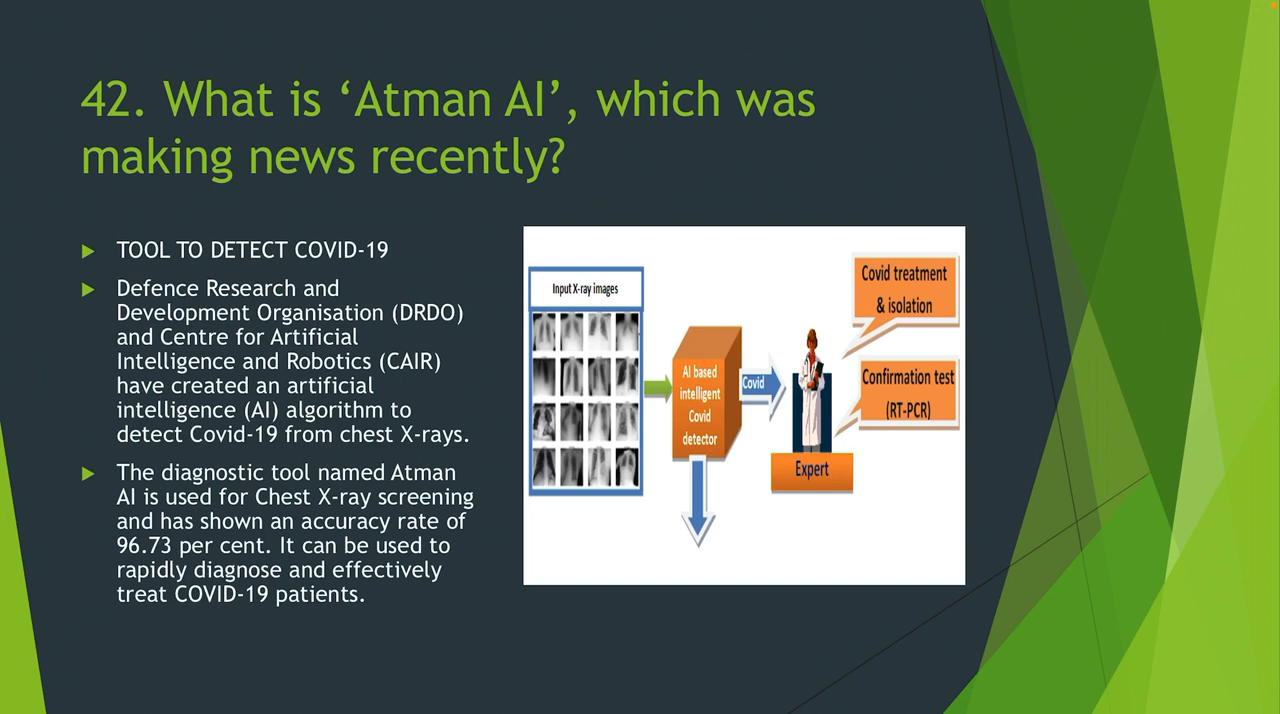 42. What is ‘Atman AI’, which was
making news recently?
TOOL TO DETECT COVID-19
Defence Research and
Development Organisation (DRDO)
and Centre for Artificial
Intelligence and Robotics (CAIR)
have created an artificial
intelligence (AI) algorithm to
detect Covid-19 from chest X-rays.
The diagnostic tool named Atman
AI is used for Chest X-ray screening
and has shown an accuracy rate of
96.73 per cent. It can be used to
rapidly diagnose and effectively
treat COVID-19 patients.
Input X-ray images
AI based
intelligent
Covid
detector
Covid
Expert
Covid treatment
& isolation
Confirmation test
(RT-PCR)